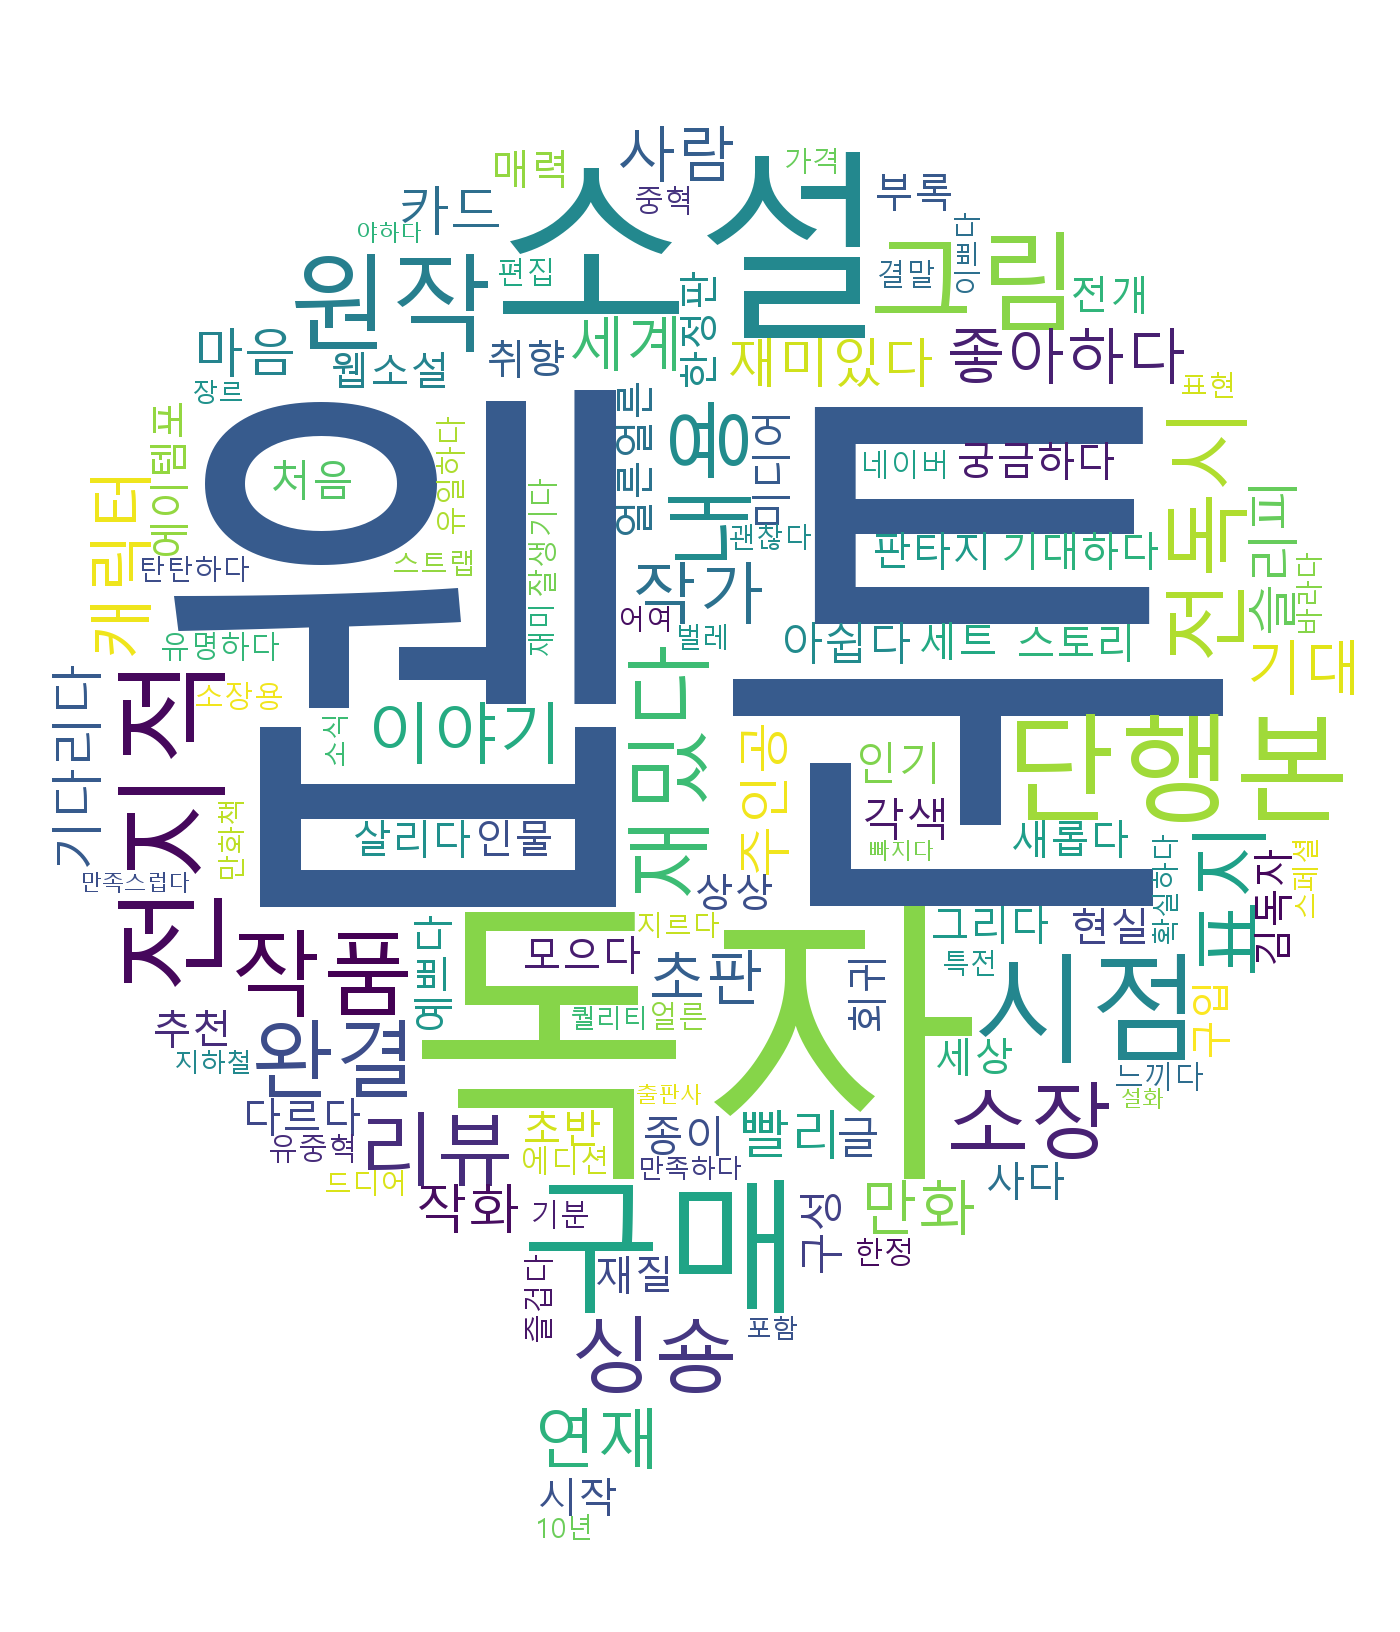 사람
가격
매력
소설
중혁
카드
부록
야하다
이쁘다
그림
원작
편집
결말
전개
한정판
마음
웹소설
취향
세계
재미있다
좋아하다
장르
표현
웹툰
에이템포
처음
유일하다
얼른얼른
내용
미디어
네이버
궁금하다
전독시
캐릭터
잘생기다
괜찮다
판타지
기대하다
슬리피
탄탄하다
스트랩
작가
바라다
재미
어여
벌레
아쉽다
세트
스토리
유명하다
기대
기다리다
전지적
소장용
소식
이야기
재밌다
주인공
인기
단행본
만화책
살리다
인물
각색
빠지다
새롭다
표지
확실하다
김독자
스페셜
만족스럽다
상상
독자
작품
예쁘다
모으다
지르다
초판
회귀
그리다
현실
특전
시점
구입
추천
완결
퀄리티
얼른
세상
지하철
느끼다
다르다
출판사
소장
설화
유중혁
리뷰
초반
종이
빨리
글
에디션
만족하다
드디어
작화
기분
구매
구성
만화
사다
한정
즐겁다
재질
싱숑
포함
연재
시작
10년